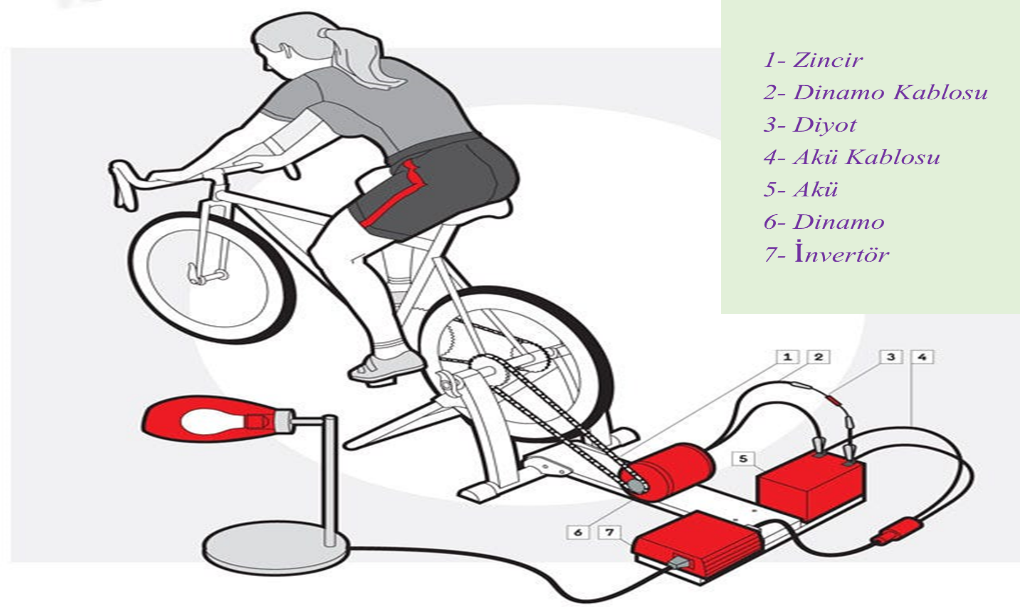 1- Zincir
2- Dinamo Kablosu
3- Diyot
4- Akü Kablosu
5- Akü
6- Dinamo
7- İnvertör
1 2 3 4
5
6 7